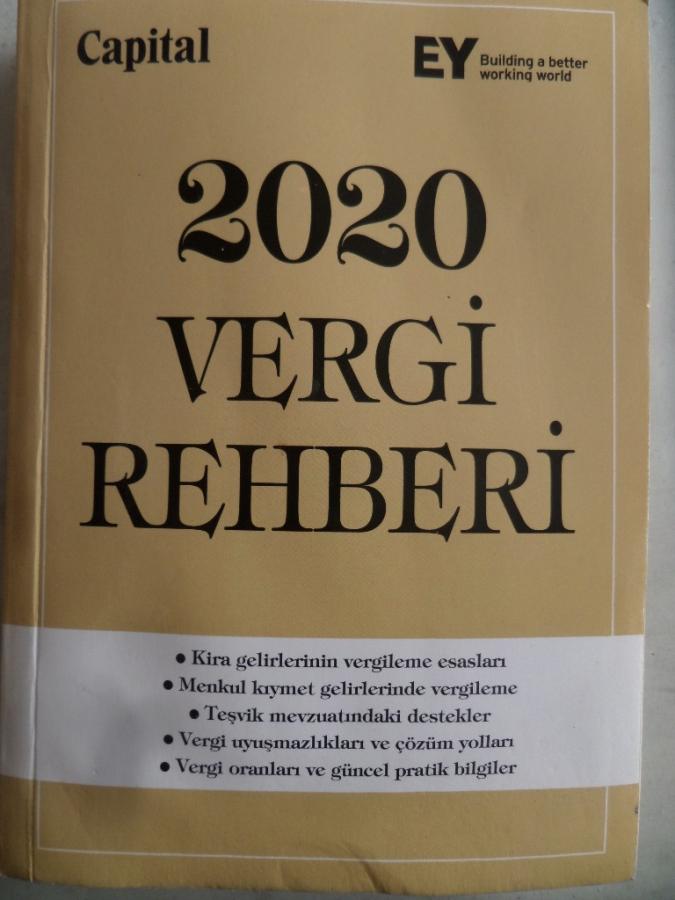 Capital
EY Building a better
working world
2020
VERGİ
REHBERİ
• Kira gelirlerinin vergileme esasları
• Menkul kıymet gelirlerinde vergileme
• Teşvik mevzuatındaki destekler
• Vergi uyuşmazlıkları ve çözüm yolları
• Vergi oranları ve güncel pratik bilgiler